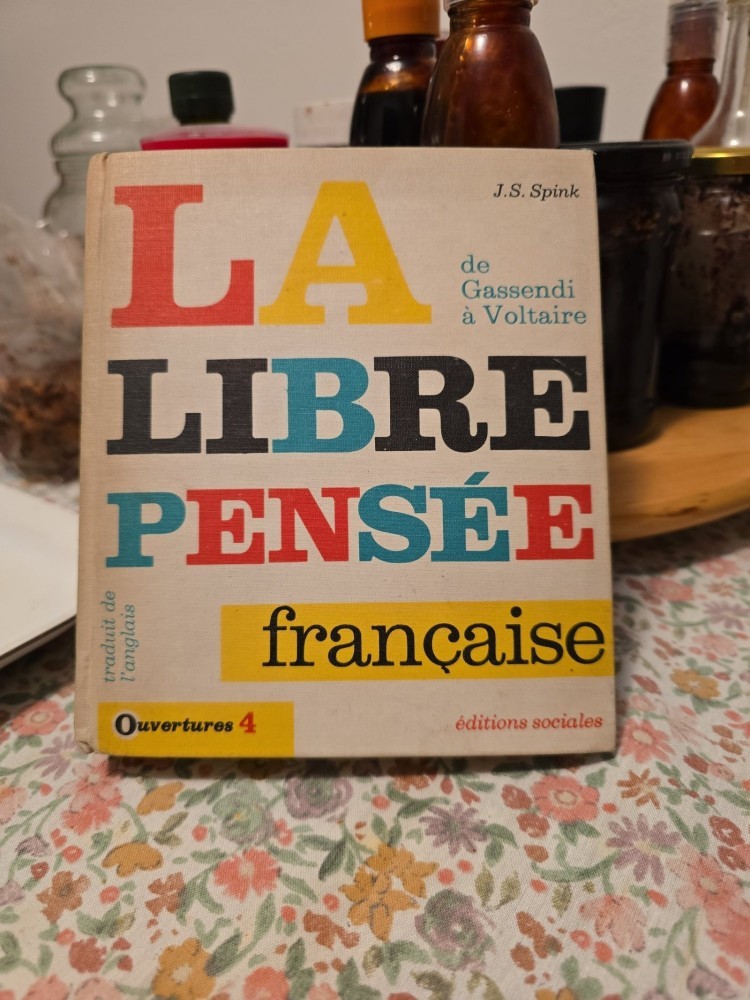 J.S. Spink
LA
de
Gassendi
à Voltaire
LIBRE
PENSÉE
française
traduit de
l'anglais
Ouvertures 4
éditions sociales